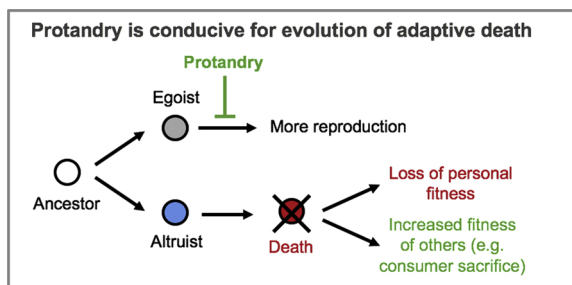 Protandry is conducive for evolution of adaptive death
Protandry
Egoist
More reproduction
Ancestor
Loss of personal
fitness
Altruist
Death
Increased fitness
of others (e.g.
consumer sacrifice)